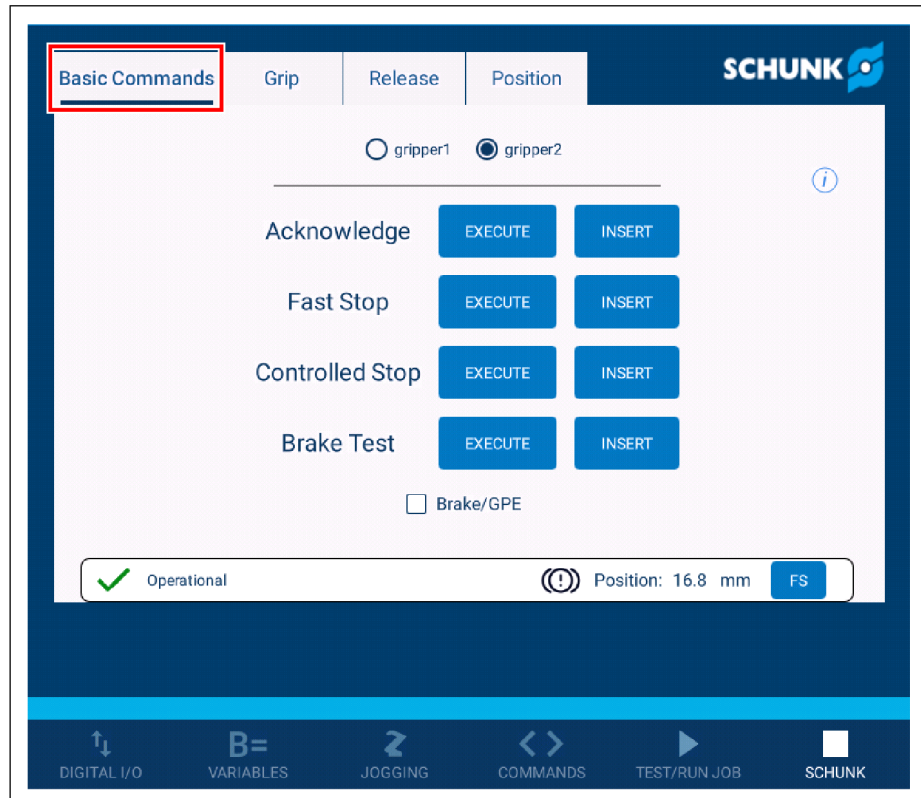 Basic Commands Grip Release Position SCHUNK
gripper1 gripper2
i
Acknowledge EXECUTE INSERT
Fast Stop EXECUTE INSERT
Controlled Stop EXECUTE INSERT
Brake Test EXECUTE INSERT
Brake/GPE
Operational Position: 16.8 mm FS
B=
DIGITAL I/O VARIABLES JOGGING COMMANDS TEST/RUN JOB SCHUNK